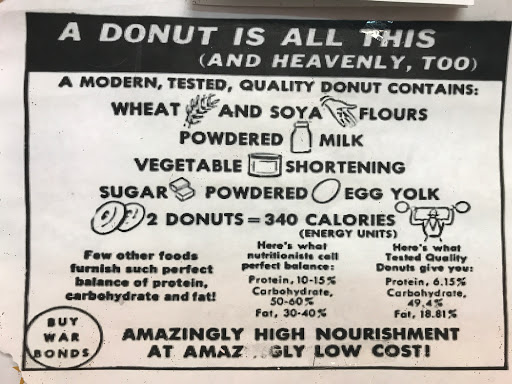 A DONUT IS ALL THIS
(AND HEAVENLY, TOO)
A MODERN, TESTED, QUALITY DONUT CONTAINS:
WHEAT AND SOYA FLOURS
POWDERED MILK
VEGETABLE SHORTENING
SUGAR POWDERED EGG YOLK
2 DONUTS = 340 CALORIES
(ENERGY UNITS)
Few other foods
furnish such perfect
balance of protein,
carbohydrate and fat!
Here's what
nutritionists call
perfect balance:
Protein, 10-15%
Carbohydrate,
50-60%
Fat, 30-40%
Here's what
Tested Quality
Donuts give you:
Protein, 6.15%
Carbohydrate,
49.4%
Fat, 18.81%
BUY
WAR
BONDS
AMAZINGLY HIGH NOURISHMENT
AT AMAZINGLY LOW COST!